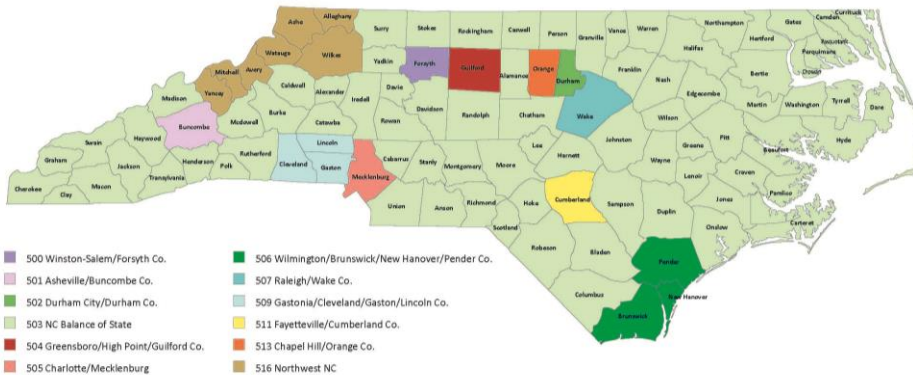 Ashe
Alleghany
Surry
Stokes
Rockingham
Caswell
Person
Granville
Vance
Warren
Northampton
Gates
Camden
Currituck
Hertford
Pasquotank
Perquimans
Halifax
Watauga
Wilkes
Yadkin
Forsyth
Guilford
Alamance
Orange
Durham
Franklin
Nash
Bertie
Mitchell
Avery
Yancey
Caldwell
Alexander
Iredell
Davie
Davidson
Randolph
Chatham
Wake
Wilson
Edgecombe
Martin
Washington
Tyrrell
Dare
Madison
Buncombe
Mcdowell
Burke
Catawba
Rowan
Haywood
Swain
Graham
Cherokee
Clay
Macon
Jackson
Transylvania
Henderson
Polk
Rutherford
Cleveland
Lincoln
Gaston
Mecklenburg
Cabarrus
Stanly
Montgomery
Moore
Lee
Harnett
Johnston
Wayne
Greene
Pitt
Beaufort
Hyde
Craven
Lenoir
Pamlico
Jones
Carteret
Union
Anson
Richmond
Scotland
Hoke
Cumberland
Sampson
Duplin
Onslow
Robeson
Bladen
Pender
Columbus
New Hanover
Brunswick
500 Winston-Salem/Forsyth Co.
501 Asheville/Buncombe Co.
502 Durham City/Durham Co.
503 NC Balance of State
504 Greensboro/High Point/Guilford Co.
505 Charlotte/Mecklenburg
506 Wilmington/Brunswick/New Hanover/Pender Co.
507 Raleigh/Wake Co.
509 Gastonia/Cleveland/Gaston/Lincoln Co.
511 Fayetteville/Cumberland Co.
513 Chapel Hill/Orange Co.
516 Northwest NC